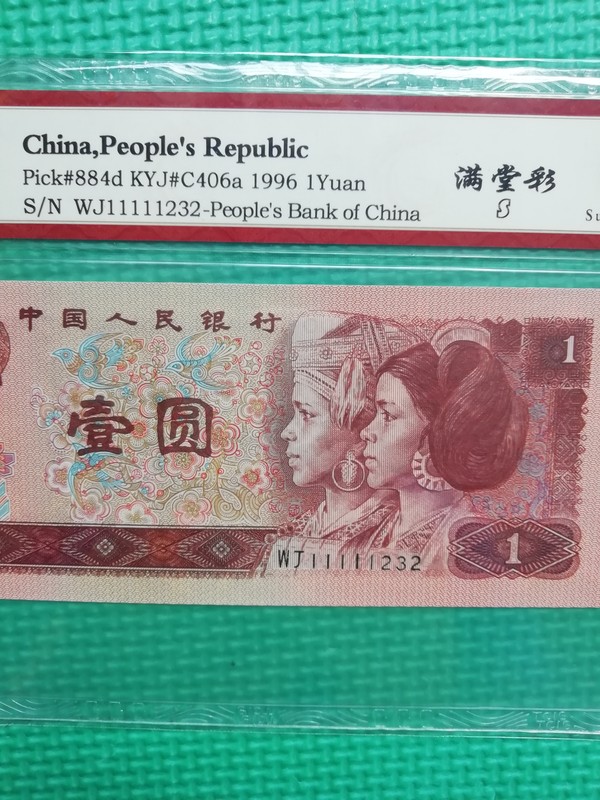 China,People's Republic
Pick#884d KYJ#C406a 1996 1Yuan
S/N WJ11111232-People's Bank of China
满堂彩
S
Su
中国人民银行
1
壹圆
WJ11111232
1